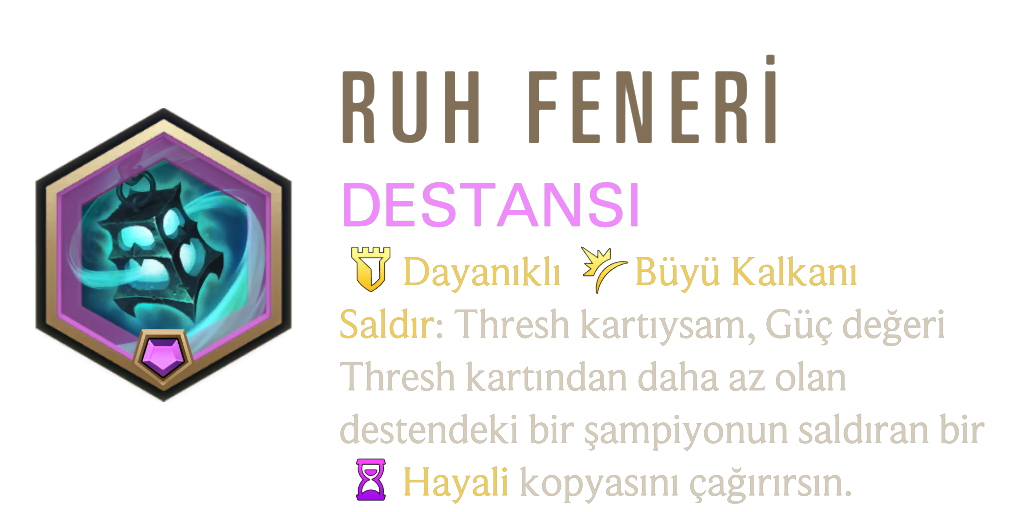 RUH FENERİ
DESTANSI
Dayanıklı Büyü Kalkanı
Saldır: Thresh kartıysam, Güç değeri
Thresh kartından daha az olan
destendeki bir şampiyonun saldıran bir
Hayali kopyasını çağırırsın.